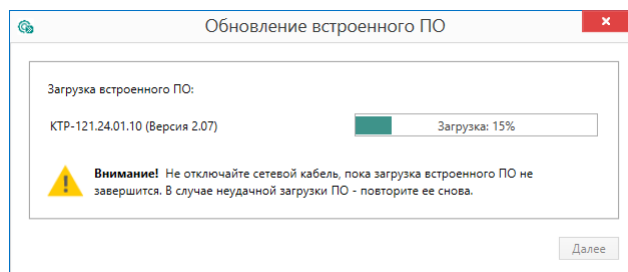 Обновление встроенного ПО
Загрузка встроенного ПО:
КТР-121.24.01.10 (Версия 2.07)
Загрузка: 15%
Внимание! Не отключайте сетевой кабель, пока загрузка встроенного ПО не
завершится. В случае неудачной загрузки ПО - повторите ее снова.
Далее